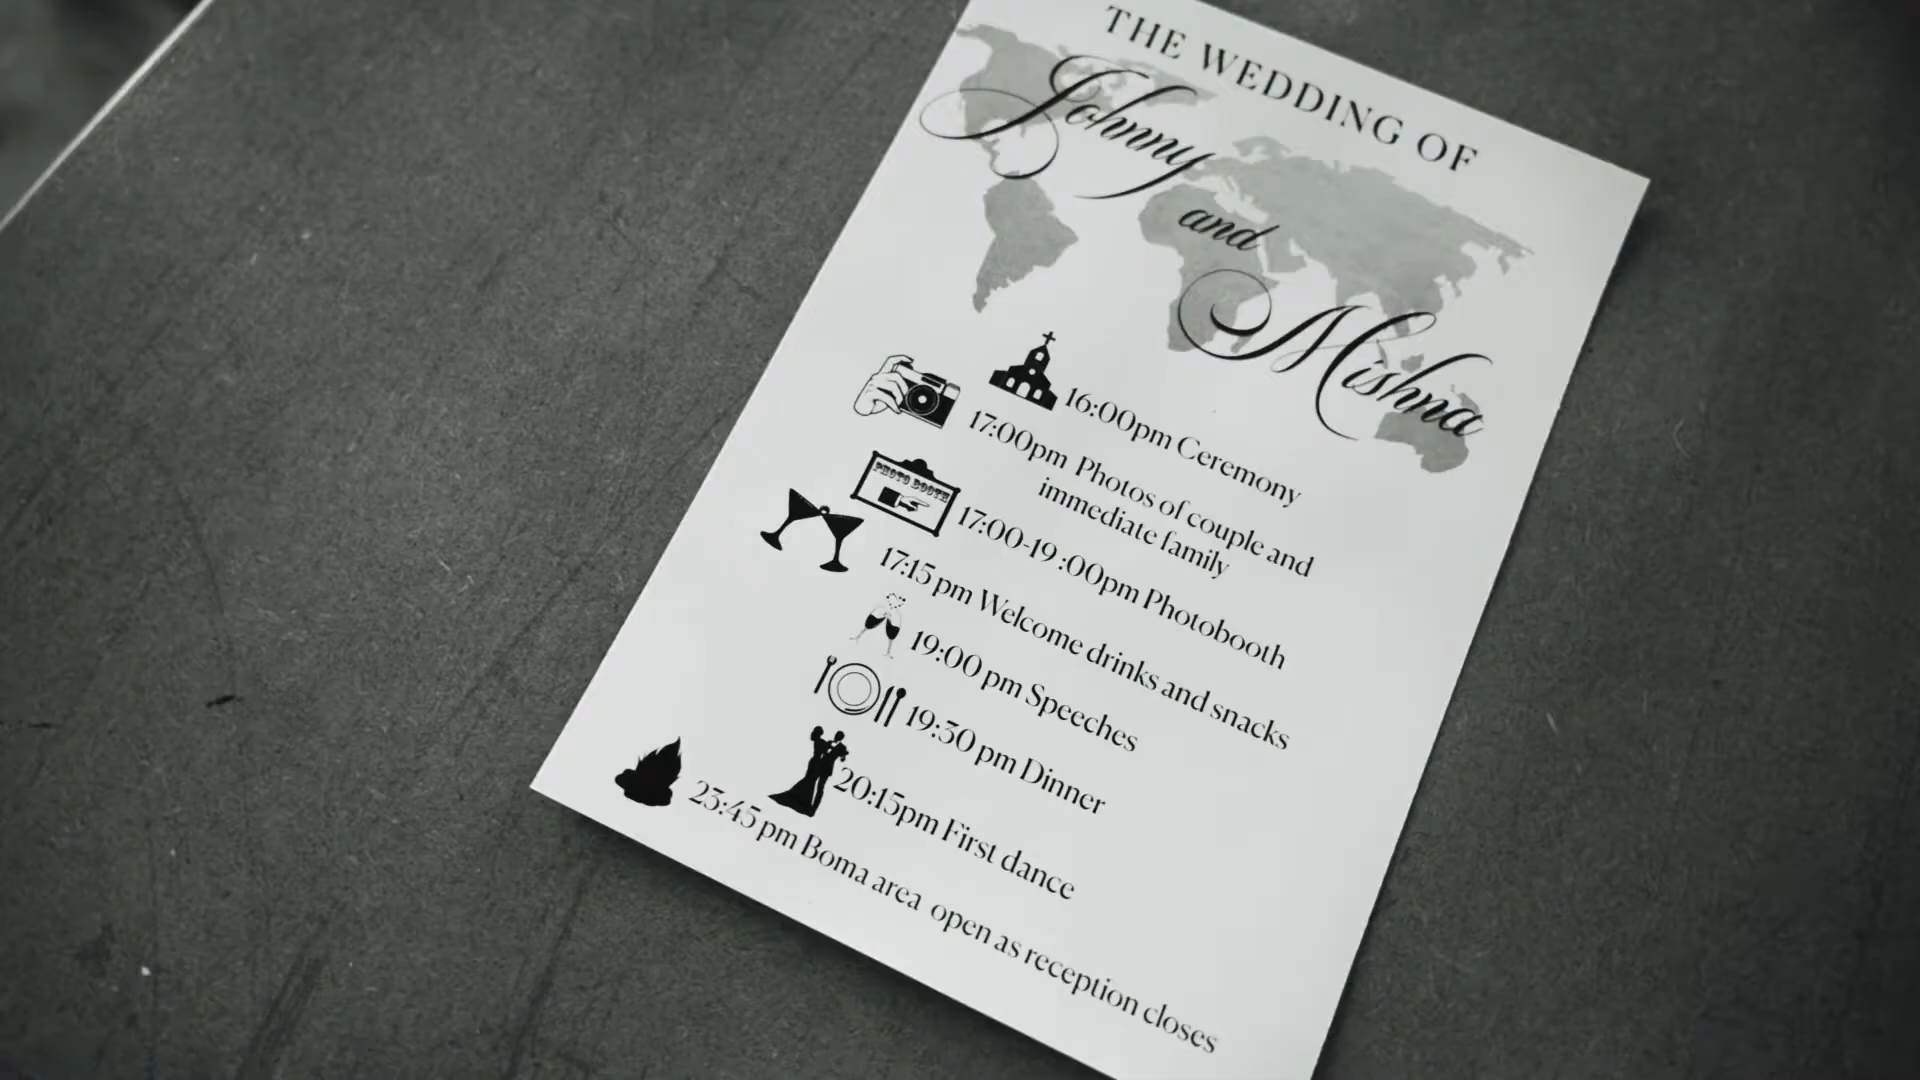 THE WEDDING OF
Johnny
and
Mishna
16:00pm Ceremony
17:00pm Photos of couple and
immediate family
PHOTO BOOTH
17:00-19:00pm Photobooth
17:15 pm Welcome drinks and snacks
19:00 pm Speeches
19:30 pm Dinner
20:15pm First dance
23:45 pm Boma area open as reception closes